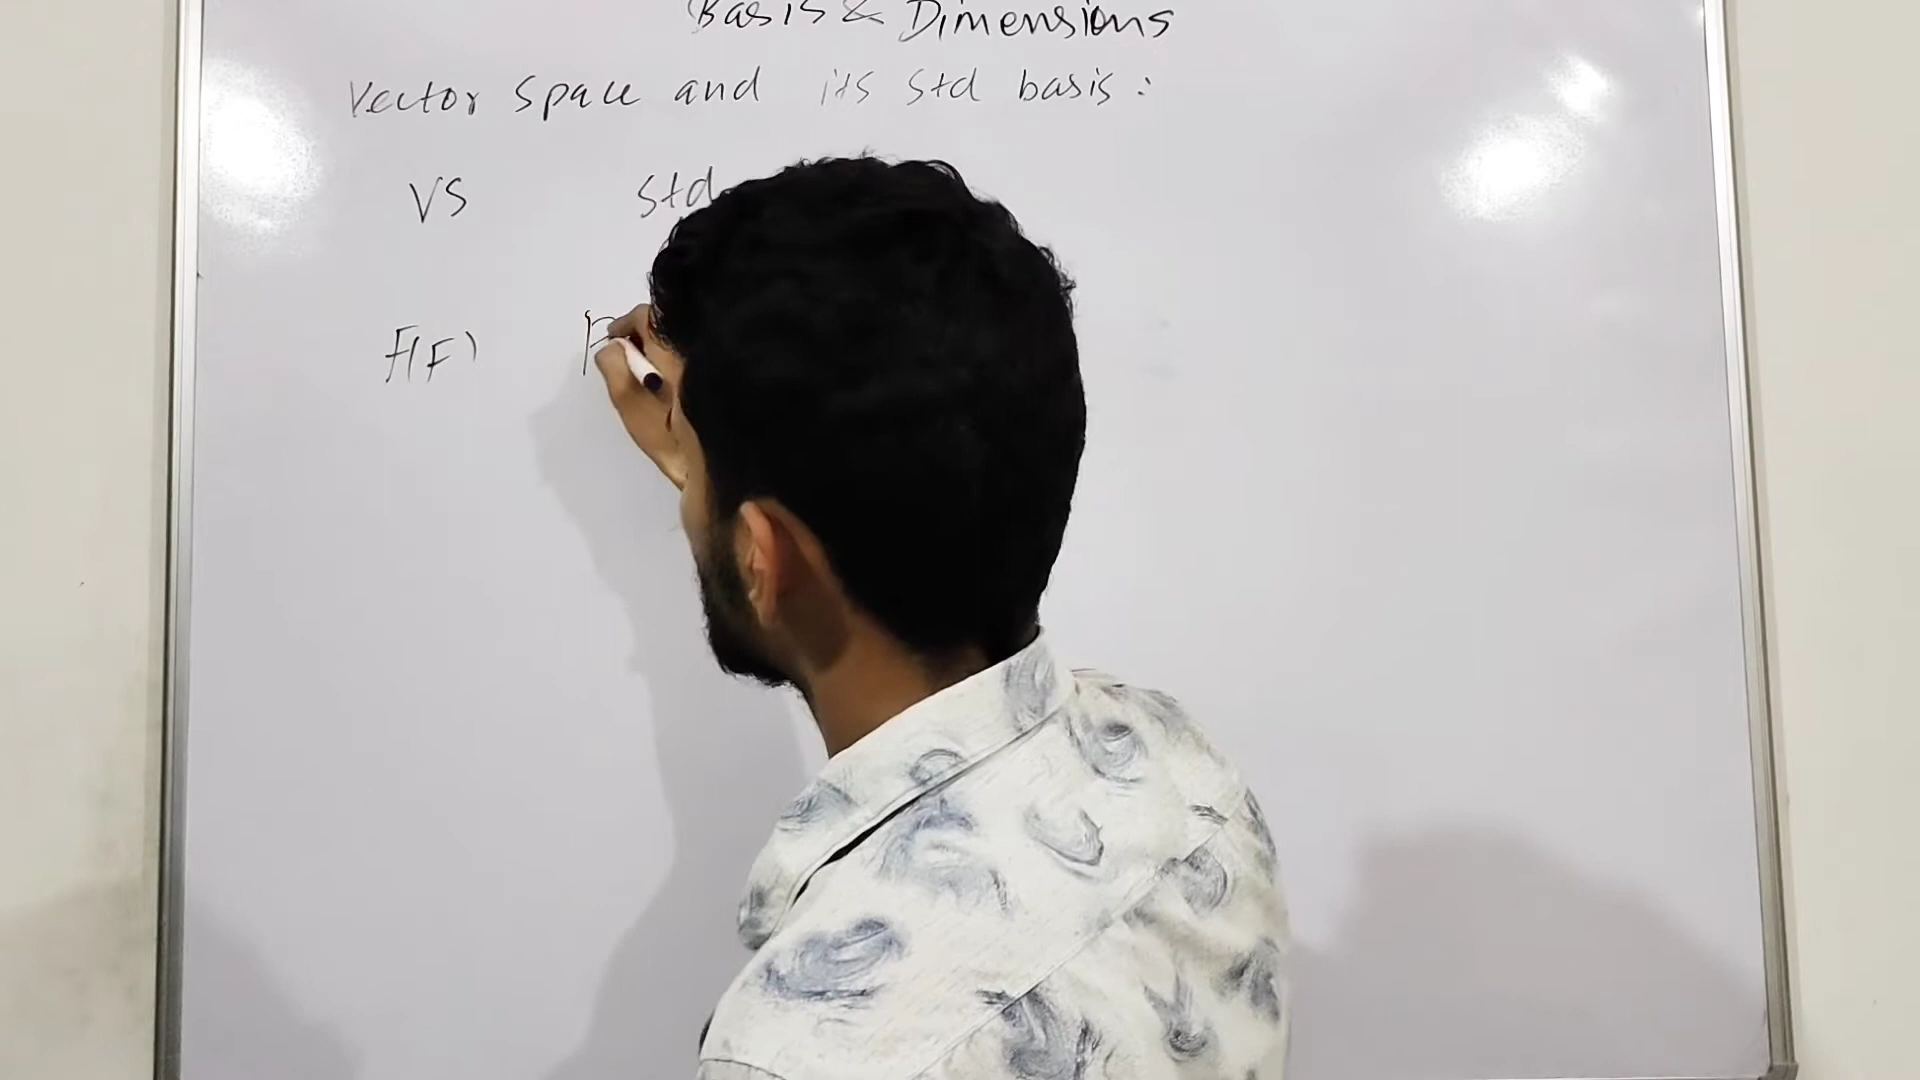 Basis & Dimensions
Vector space and its std basis :
VS std
F(F)